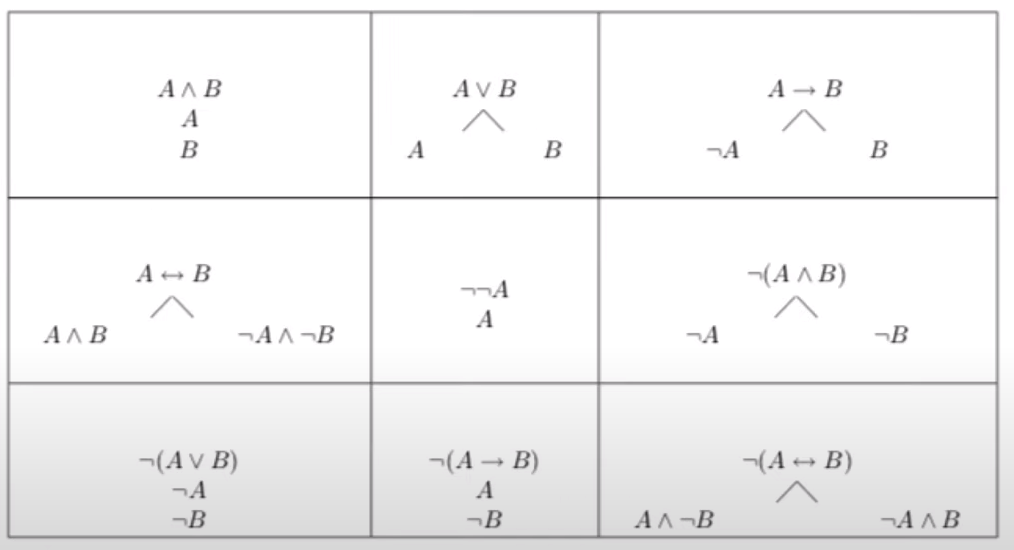 A ∧ B
A
B
A ∨ B
A B
A → B
¬A B
A ↔ B
A ∧ B ¬A ∧ ¬B
¬¬A
A
¬(A ∧ B)
¬A ¬B
¬(A ∨ B)
¬A
¬B
¬(A → B)
A
¬B
¬(A ↔ B)
A ∧ ¬B ¬A ∧ B